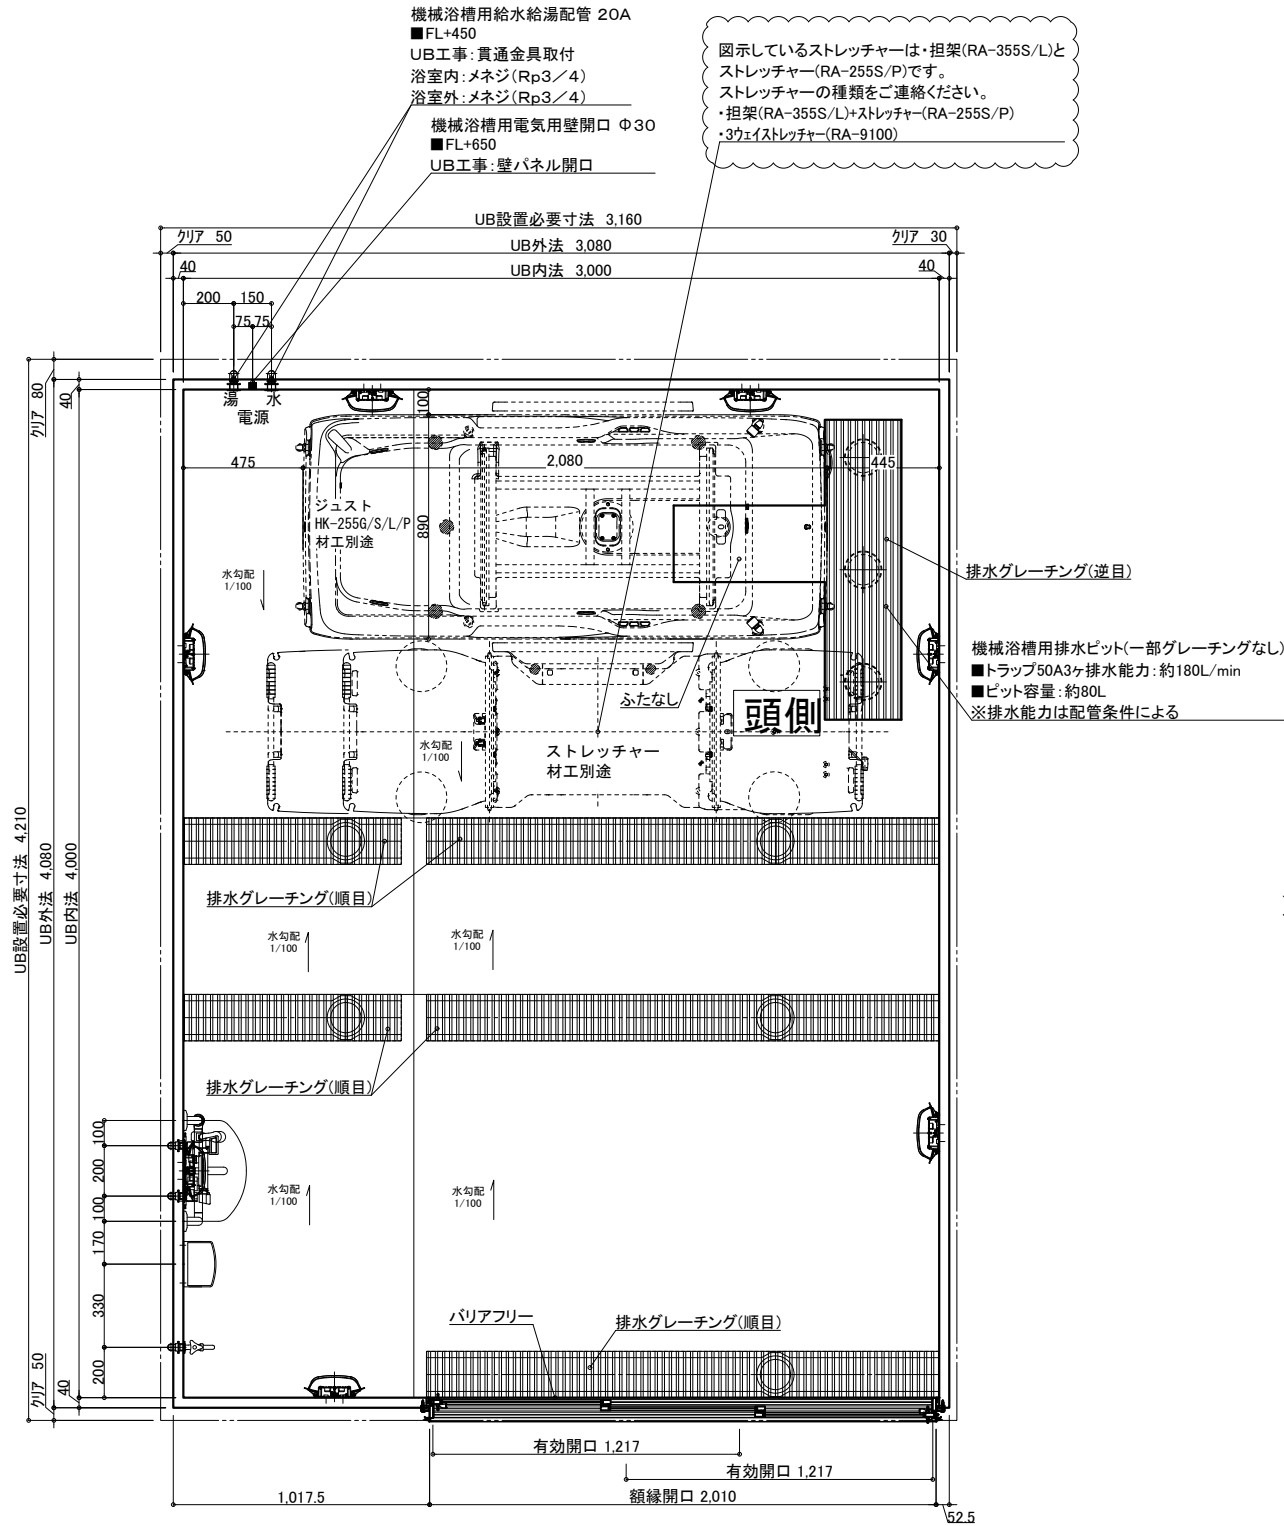 機械浴槽用給水給湯配管 20A
■FL+450
UB工事:貫通金具取付
浴室内:メネジ(Rp3/4)
浴室外:メネジ(Rp3/4)
機械浴槽用電気用壁開口 Φ30
■FL+650
UB工事:壁パネル開口
図示しているストレッチャーは・担架(RA-355S/L)と
ストレッチャー(RA-255S/P)です。
ストレッチャーの種類をご連絡ください。
・担架(RA-355S/L)+ストレッチャー(RA-255S/P)
・3ウェイストレッチャー(RA-9100)
UB設置必要寸法 3,160
クリア 50
UB外法 3,080
クリア 30
40
UB内法 3,000
40
200
150
75
75
湯
水
電源
クリア 80
40
100
475
2,080
445
ジュスト
HK-255G/S/L/P
材工別途
890
水勾配
1/100
排水グレーチング(逆目)
機械浴槽用排水ピット(一部グレーチングなし)
■トラップ50A3ヶ排水能力:約180L/min
■ピット容量:約80L
※排水能力は配管条件による
ふたなし
頭側
水勾配
1/100
ストレッチャー
材工別途
UB設置必要寸法 4,210
UB外法 4,080
UB内法 4,000
排水グレーチング(順目)
水勾配
1/100
水勾配
1/100
排水グレーチング(順目)
100
200
100
170
330
200
水勾配
1/100
水勾配
1/100
バリアフリー
排水グレーチング(順目)
クリア 50
40
有効開口 1,217
有効開口 1,217
1,017.5
額縁開口 2,010
52.5